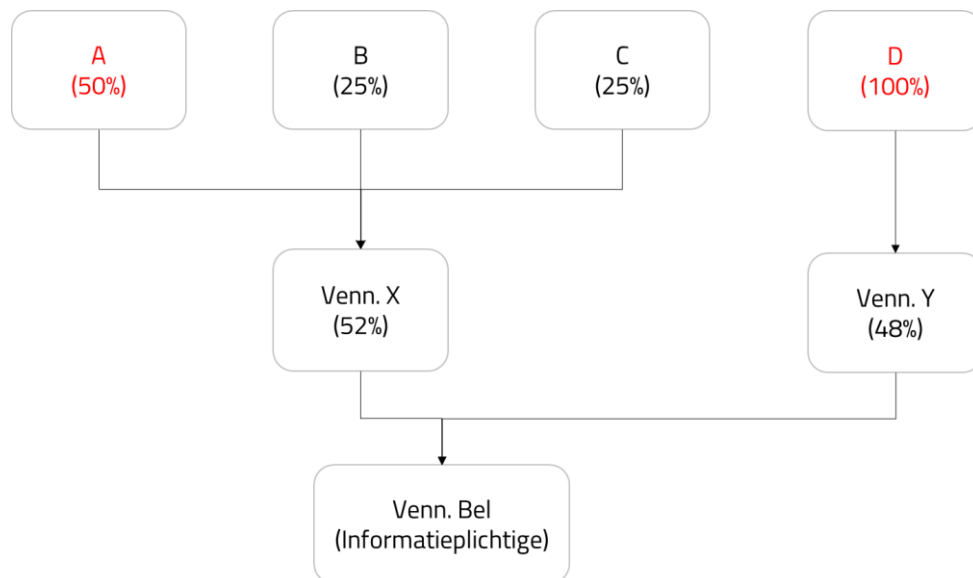 A
(50%)
B
(25%)
C
(25%)
D
(100%)
Venn. X
(52%)
Venn. Y
(48%)
Venn. Bel
(Informatieplichtige)